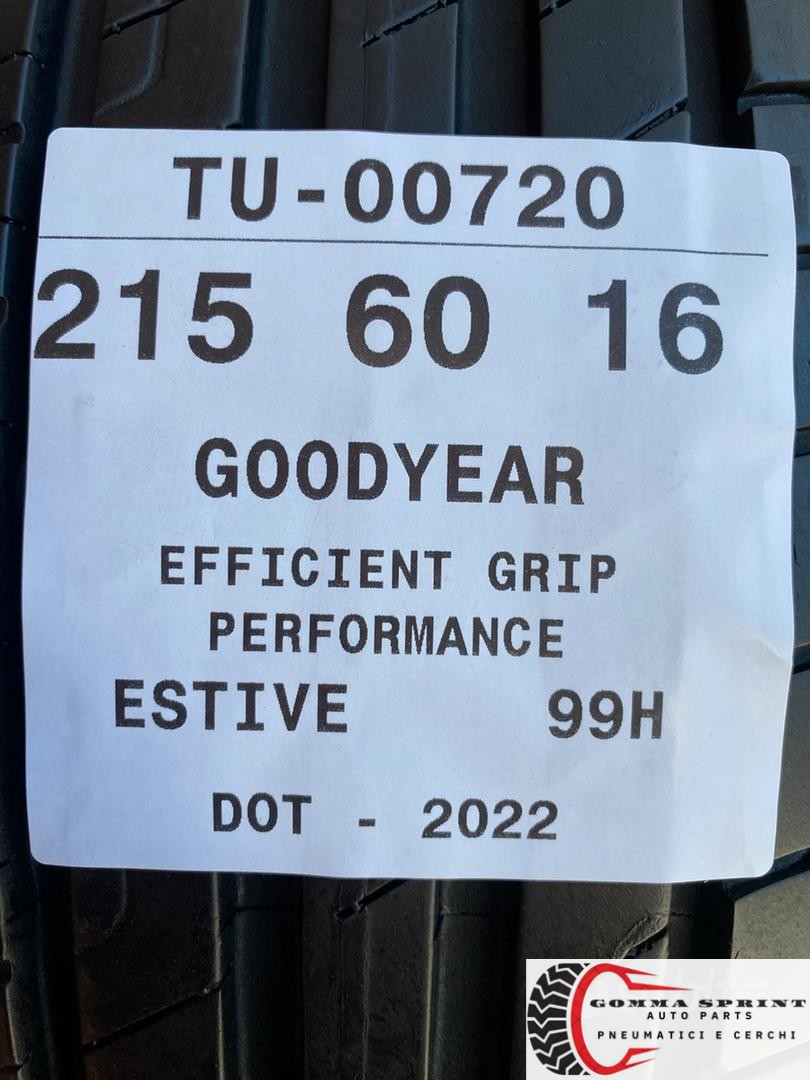 TU-00720
215 60 16
GOODYEAR
EFFICIENT GRIP
PERFORMANCE
ESTIVE 99H
DOT - 2022
GOMMA SPRINT
AUTO PARTS
PNEUMATICI E CERCHI